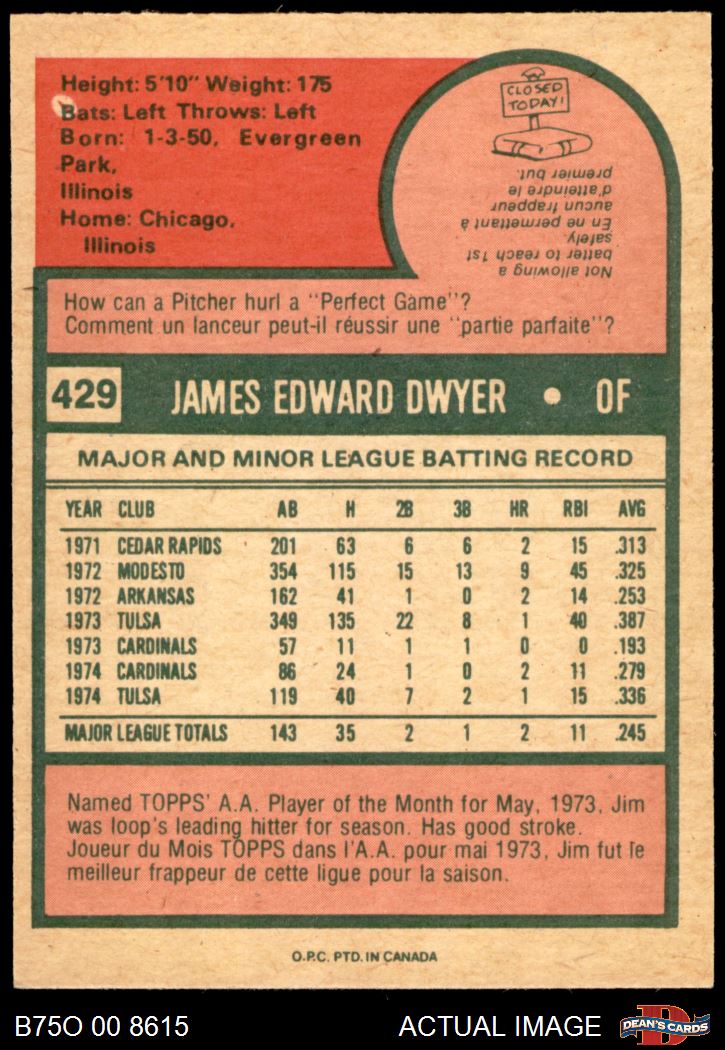 Height: 5'10" Weight: 175
Bats: Left Throws: Left
Born: 1-3-50, Evergreen
Park,
Illinois
Home: Chicago,
Illinois
CLOSED
TODAY!
Not allowing a
batter to reach 1st
safely.
En ne permettant à
aucun frappeur
d'atteindre le
premier but.
How can a Pitcher hurl a "Perfect Game"?
Comment un lanceur peut-il réussir une "partie parfaite"?
429 JAMES EDWARD DWYER • OF
MAJOR AND MINOR LEAGUE BATTING RECORD
YEAR CLUB AB H 2B 3B HR RBI AVG
1971 CEDAR RAPIDS 201 63 6 6 2 15 .313
1972 MODESTO 354 115 15 13 9 45 .325
1972 ARKANSAS 162 41 1 0 2 14 .253
1973 TULSA 349 135 22 8 1 40 .387
1973 CARDINALS 57 11 1 1 0 0 .193
1974 CARDINALS 86 24 1 0 2 11 .279
1974 TULSA 119 40 7 2 1 15 .336
MAJOR LEAGUE TOTALS 143 35 2 1 2 11 .245
Named TOPPS' A.A. Player of the Month for May, 1973, Jim
was loop's leading hitter for season. Has good stroke.
Joueur du Mois TOPPS dans l'A.A. pour mai 1973, Jim fut le
meilleur frappeur de cette ligue pour la saison.
O.P.C. PTD. IN CANADA
B75O 00 8615 ACTUAL IMAGE D DEAN'S CARDS